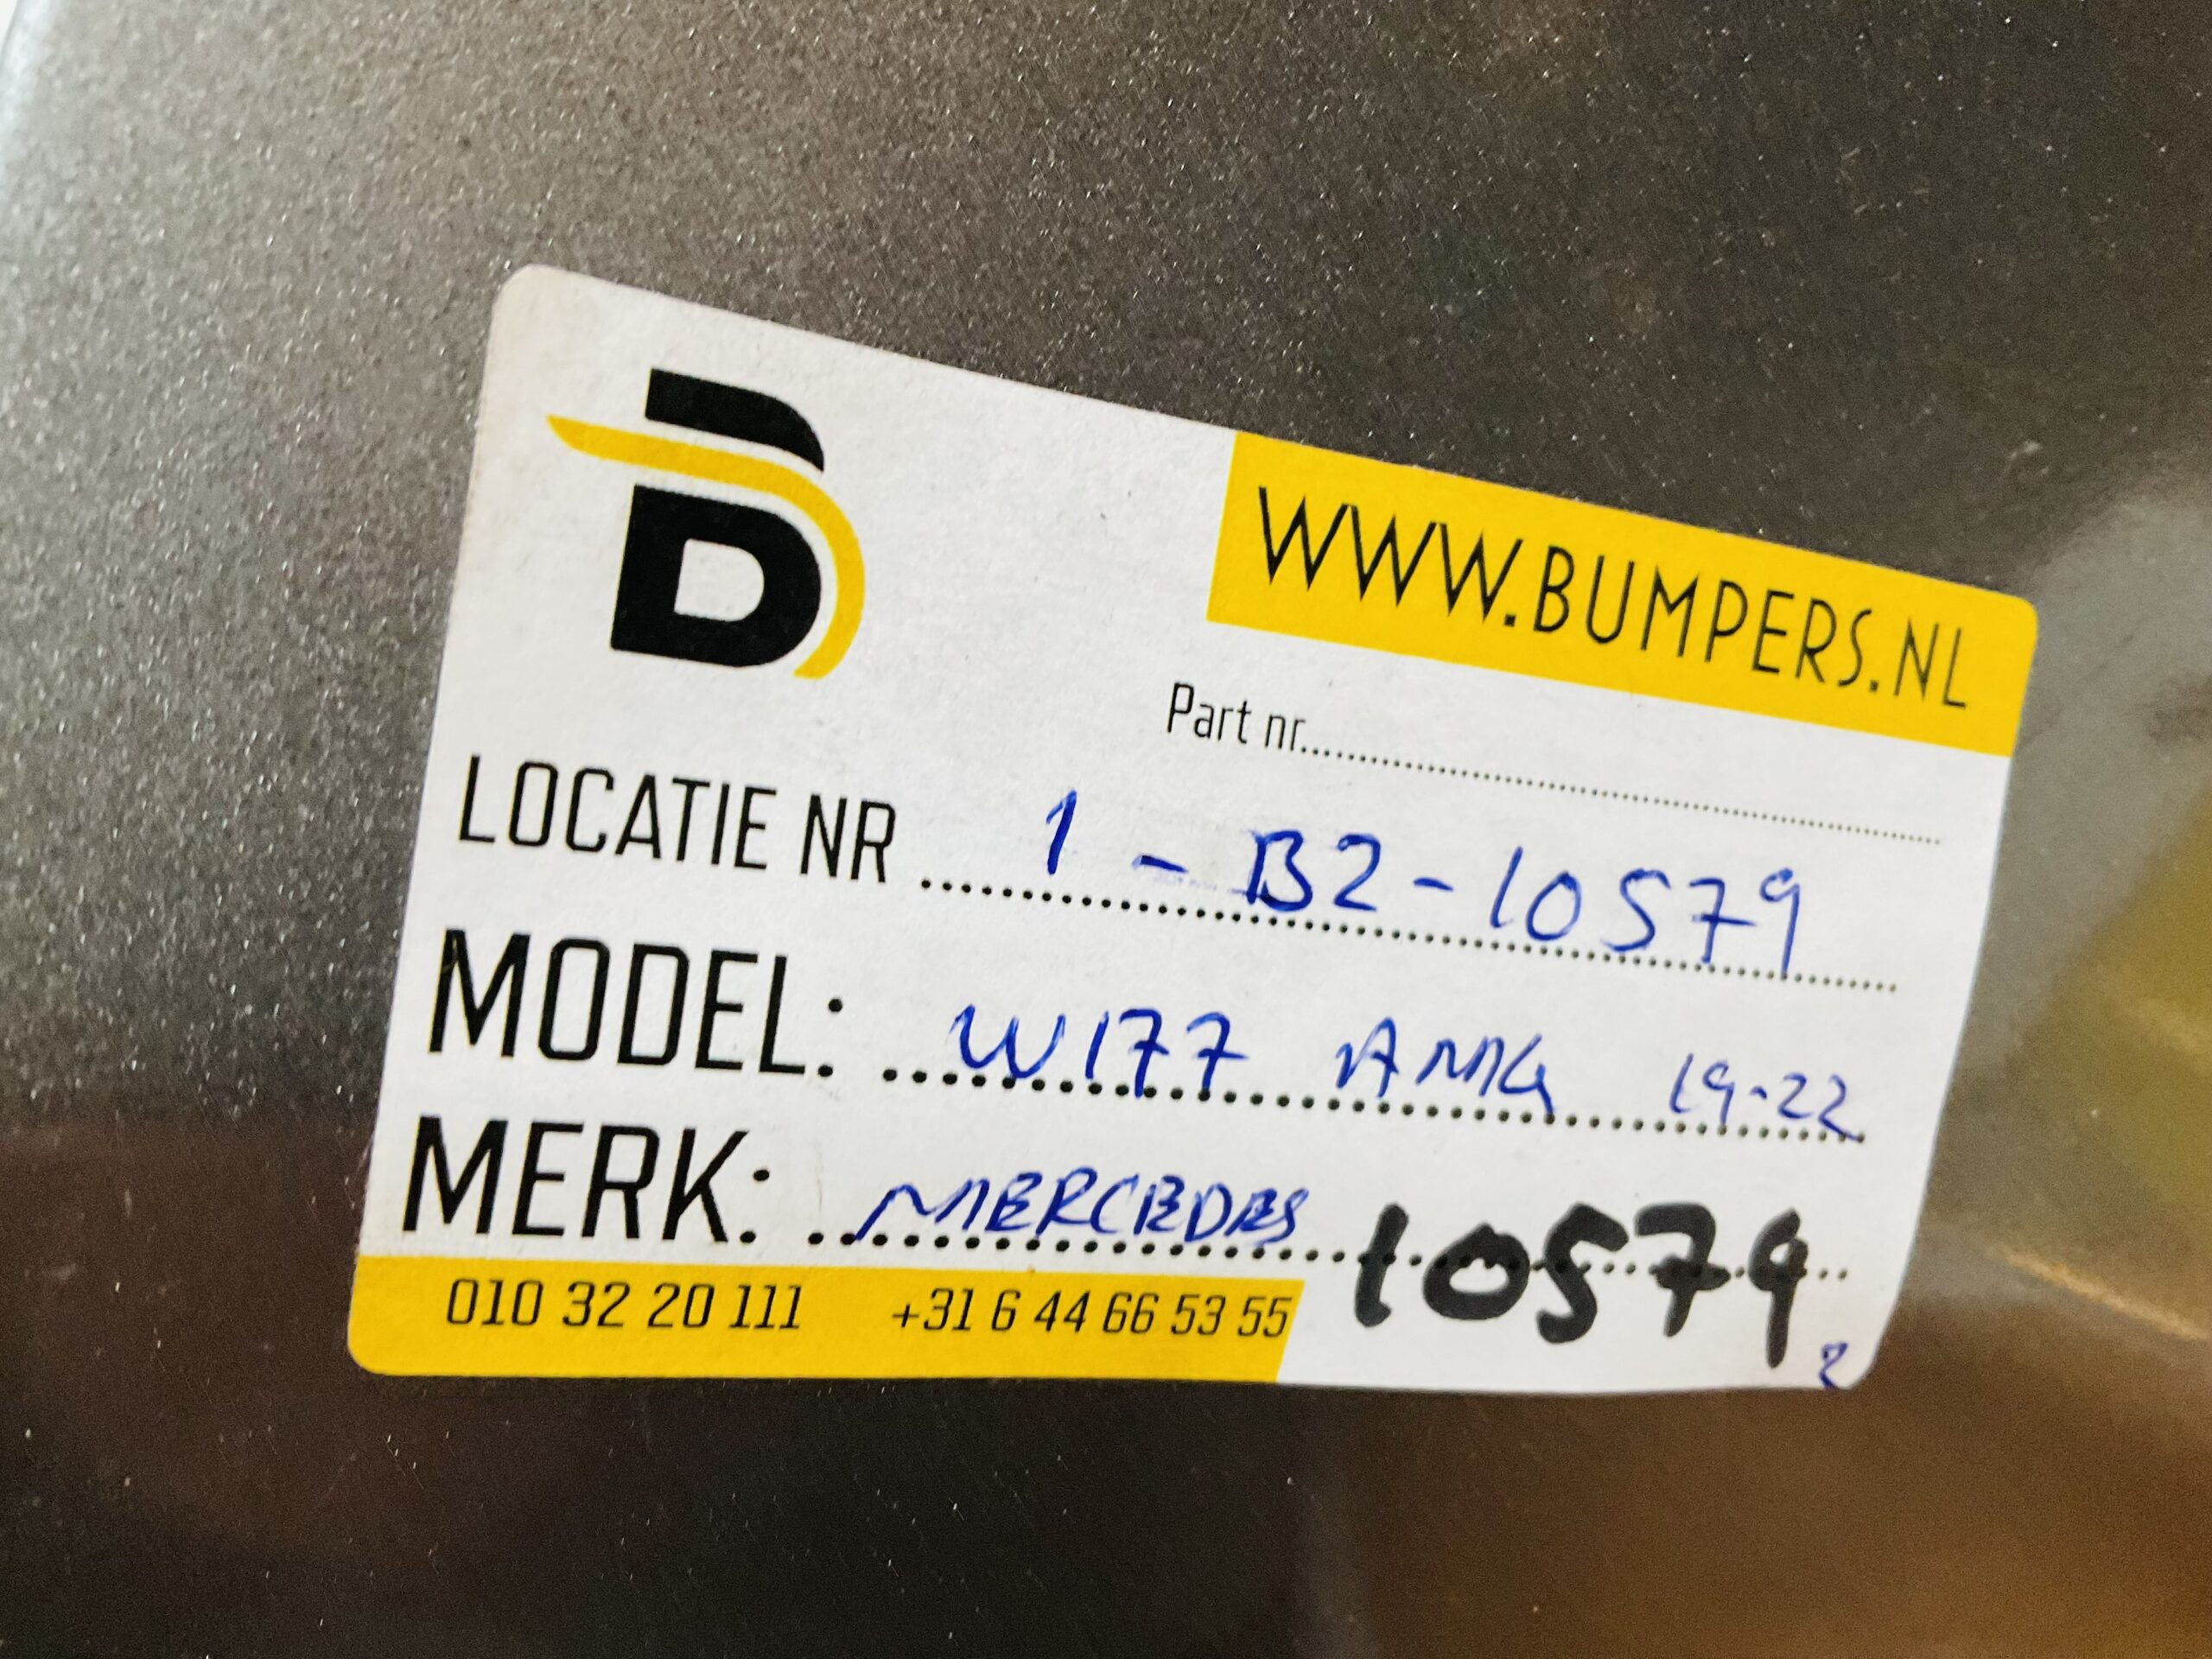 B
WWW.BUMPERS.NL
Part nr......
LOCATIE NR ...... 1 - B2 - 10579
MODEL: ...... W177 AMG 19-22
MERK: ...... MERCEDES 10579
010 32 20 111 +31 6 44 66 53 55
2